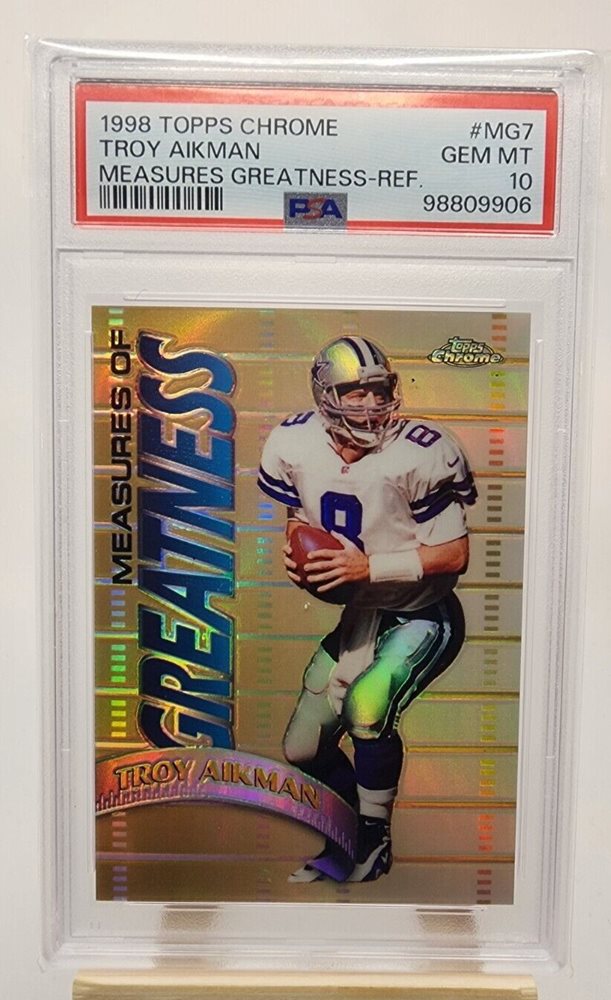 1998 TOPPS CHROME #MG7
TROY AIKMAN GEM MT
MEASURES GREATNESS-REF. 10
PSA 98809906
Topps
Chrome
MEASURES OF
GREATNESS
8
8
TROY AIKMAN